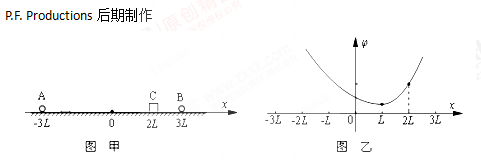 P.F. Productions 后期制作
A C B x
-3L 0 2L 3L
图 甲
φ
-3L -2L -L 0 L 2L 3L x
图 乙